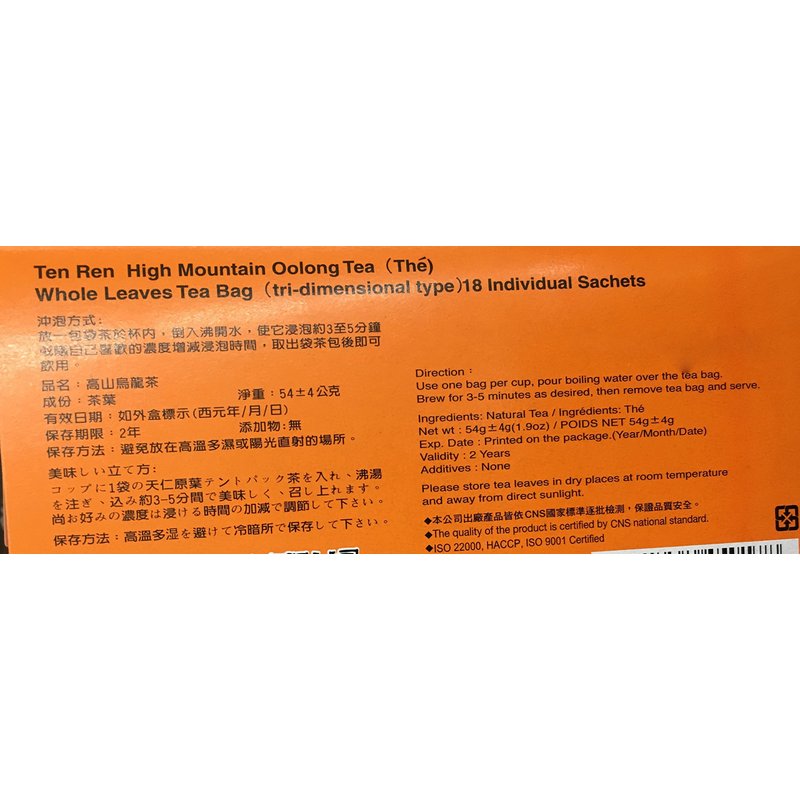 Ten Ren High Mountain Oolong Tea（Thé)
Whole Leaves Tea Bag（tri-dimensional type)18 Individual Sachets
沖泡方式：
放一包袋茶於杯內，倒入沸開水，使它浸泡約3至5分鐘
或隨自己喜歡的濃度增減浸泡時間，取出袋茶包後即可
飲用。
品名：高山烏龍茶
成份：茶葉 淨重：54±4公克
有效日期：如外盒標示(西元年/月/日)
保存期限：2年 添加物:無
保存方法：避免放在高溫多濕或陽光直射的場所。
美味しい立て方：
コップに1袋の天仁原葉テントパック茶を入れ、沸湯
を注ぎ、込み約3-5分間で美味しく、召し上れます。
尚お好みの濃度は浸ける時間の加減で調節して下さい。
保存方法：高溫多湿を避けて冷暗所で保存して下さい。
Direction：
Use one bag per cup, pour boiling water over the tea bag.
Brew for 3-5 minutes as desired, then remove tea bag and serve.
Ingredients: Natural Tea / Ingrédients: Thé
Net wt : 54g±4g(1.9oz) / POIDS NET 54g±4g
Exp. Date : Printed on the package.(Year/Month/Date)
Validity : 2 Years
Additives : None
Please store tea leaves in dry places at room temperature
and away from direct sunlight.
◆本公司出廠產品皆依CNS國家標準逐批檢測，保證品質安全。
◆The quality of the product is certified by CNS national standard.
◆ISO 22000, HACCP, ISO 9001 Certified